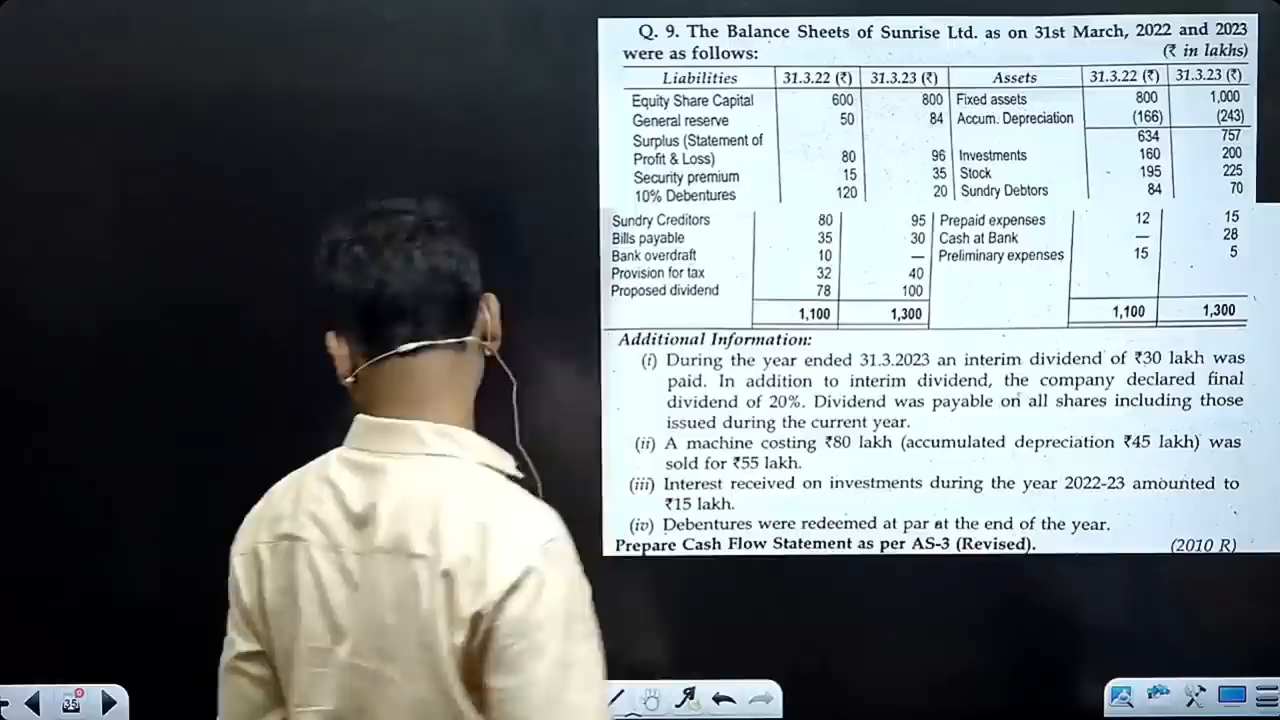 Q. 9. The Balance Sheets of Sunrise Ltd. as on 31st March, 2022 and 2023
were as follows: (₹ in lakhs)
Liabilities 31.3.22 (₹) 31.3.23 (₹) Assets 31.3.22 (₹) 31.3.23 (₹)
Equity Share Capital 600 800 Fixed assets 800 1,000
General reserve 50 84 Accum. Depreciation (166) (243)
Surplus (Statement of 634 757
Profit & Loss) 80 96 Investments 160 200
Security premium 15 35 Stock 195 225
10% Debentures 120 20 Sundry Debtors 84 70
Sundry Creditors 80 95 Prepaid expenses 12 15
Bills payable 35 30 Cash at Bank — 28
Bank overdraft 10 — Preliminary expenses 15 5
Provision for tax 32 40
Proposed dividend 78 100
1,100 1,300 1,100 1,300
Additional Information:
(i) During the year ended 31.3.2023 an interim dividend of ₹30 lakh was
paid. In addition to interim dividend, the company declared final
dividend of 20%. Dividend was payable on all shares including those
issued during the current year.
(ii) A machine costing ₹80 lakh (accumulated depreciation ₹45 lakh) was
sold for ₹55 lakh.
(iii) Interest received on investments during the year 2022-23 amounted to
₹15 lakh.
(iv) Debentures were redeemed at par at the end of the year.
Prepare Cash Flow Statement as per AS-3 (Revised). (2010 R)
35